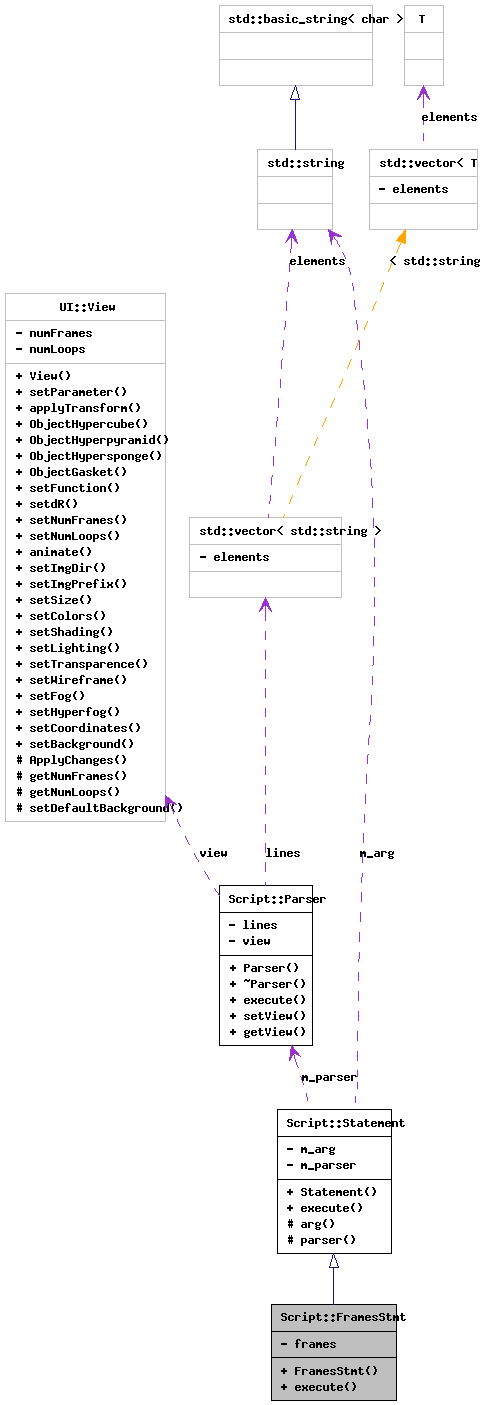 std::basic_string< char >
T
elements
std::string
std::vector< T
- elements
elements
< std::string
UI::View
- numFrames
- numLoops
+ View()
+ setParameter()
+ applyTransform()
+ ObjectHypercube()
+ ObjectHyperpyramid()
+ ObjectHypersponge()
+ ObjectGasket()
+ setFunction()
+ setdR()
+ setNumFrames()
+ setNumLoops()
+ animate()
+ setImgDir()
+ setImgPrefix()
+ setSize()
+ setColors()
+ setShading()
+ setLighting()
+ setTransparence()
+ setWireframe()
+ setFog()
+ setHyperfog()
+ setCoordinates()
+ setBackground()
# ApplyChanges()
# getNumFrames()
# getNumLoops()
# setDefaultBackground()
std::vector< std::string >
- elements
view
lines
m_arg
Script::Parser
- lines
- view
+ Parser()
+ ~Parser()
+ execute()
+ setView()
+ getView()
m_parser
Script::Statement
- m_arg
- m_parser
+ Statement()
+ execute()
# arg()
# parser()
Script::FramesStmt
- frames
+ FramesStmt()
+ execute()